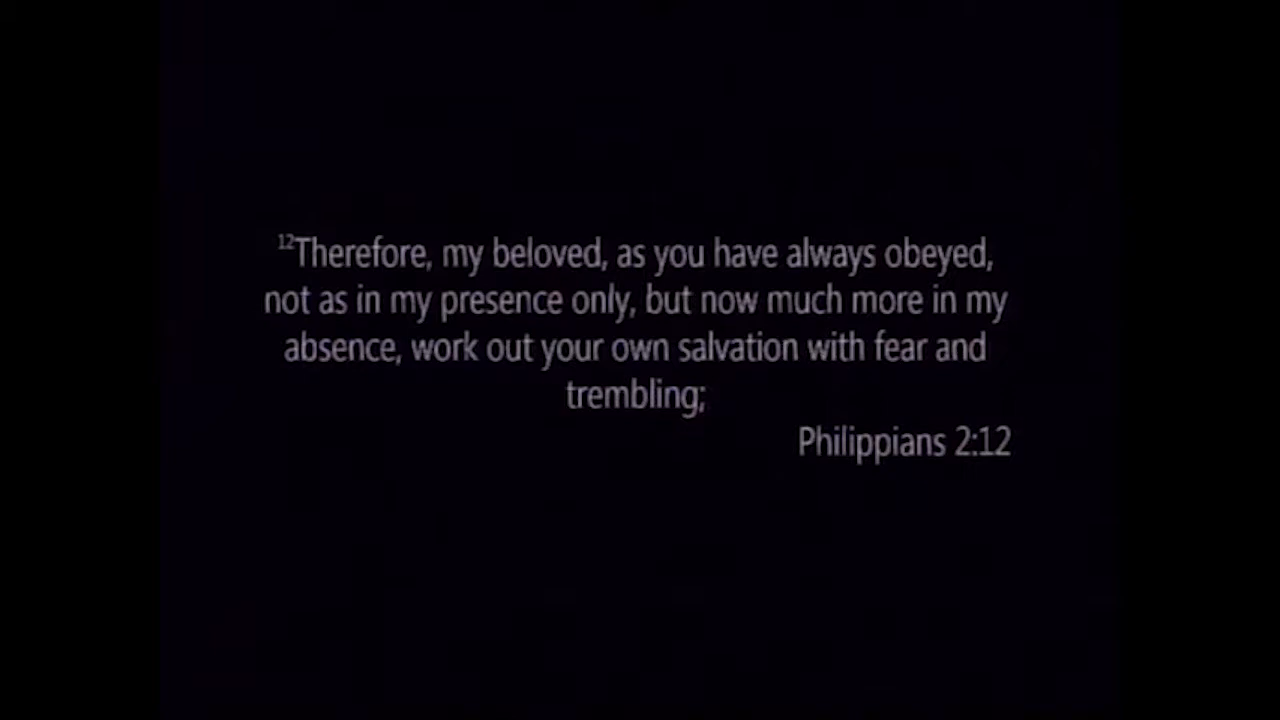 ¹²Therefore, my beloved, as you have always obeyed,
not as in my presence only, but now much more in my
absence, work out your own salvation with fear and
trembling;
Philippians 2:12